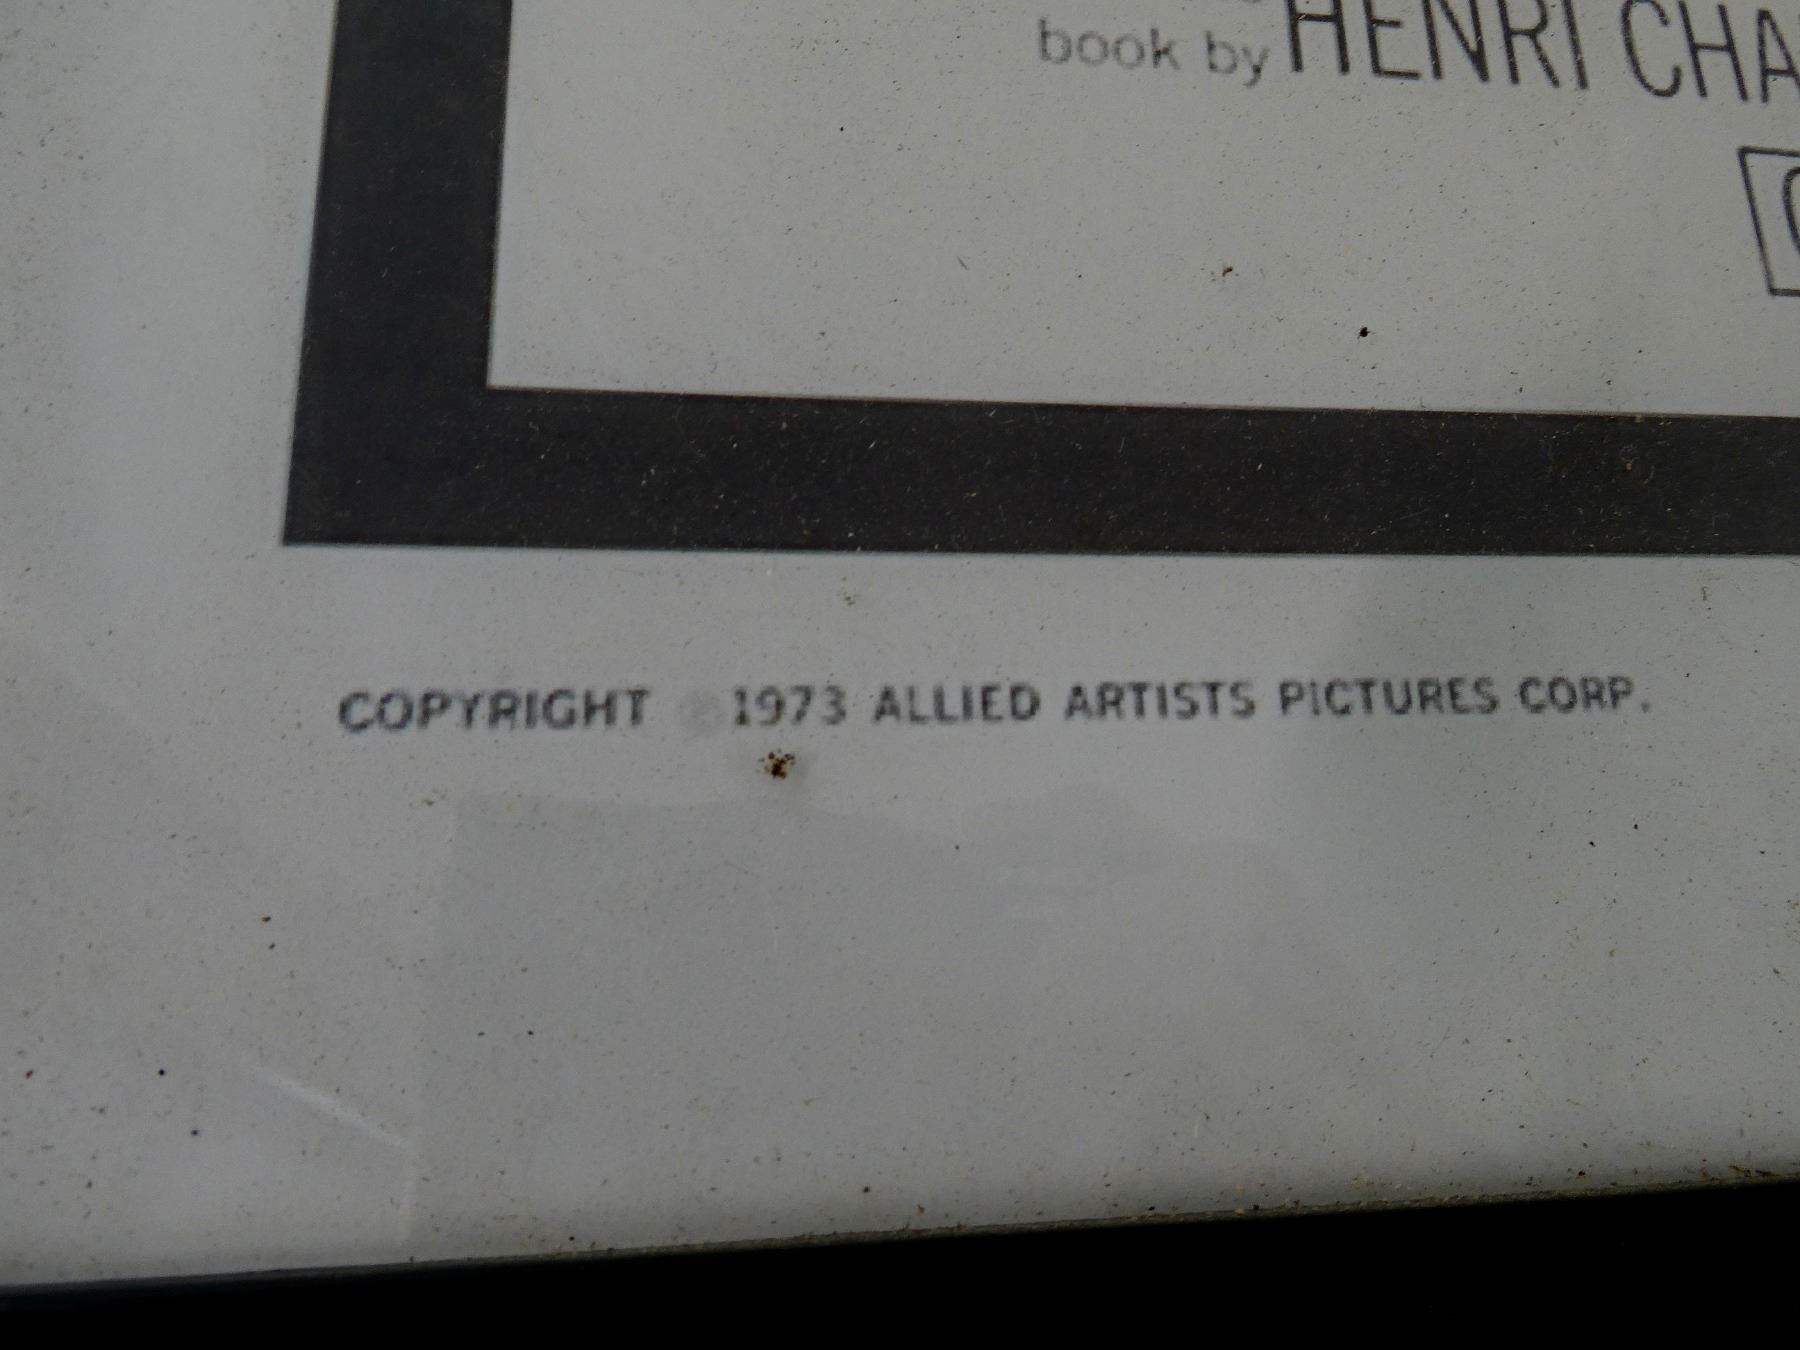 book by HENRI CHA
COPYRIGHT © 1973 ALLIED ARTISTS PICTURES CORP.